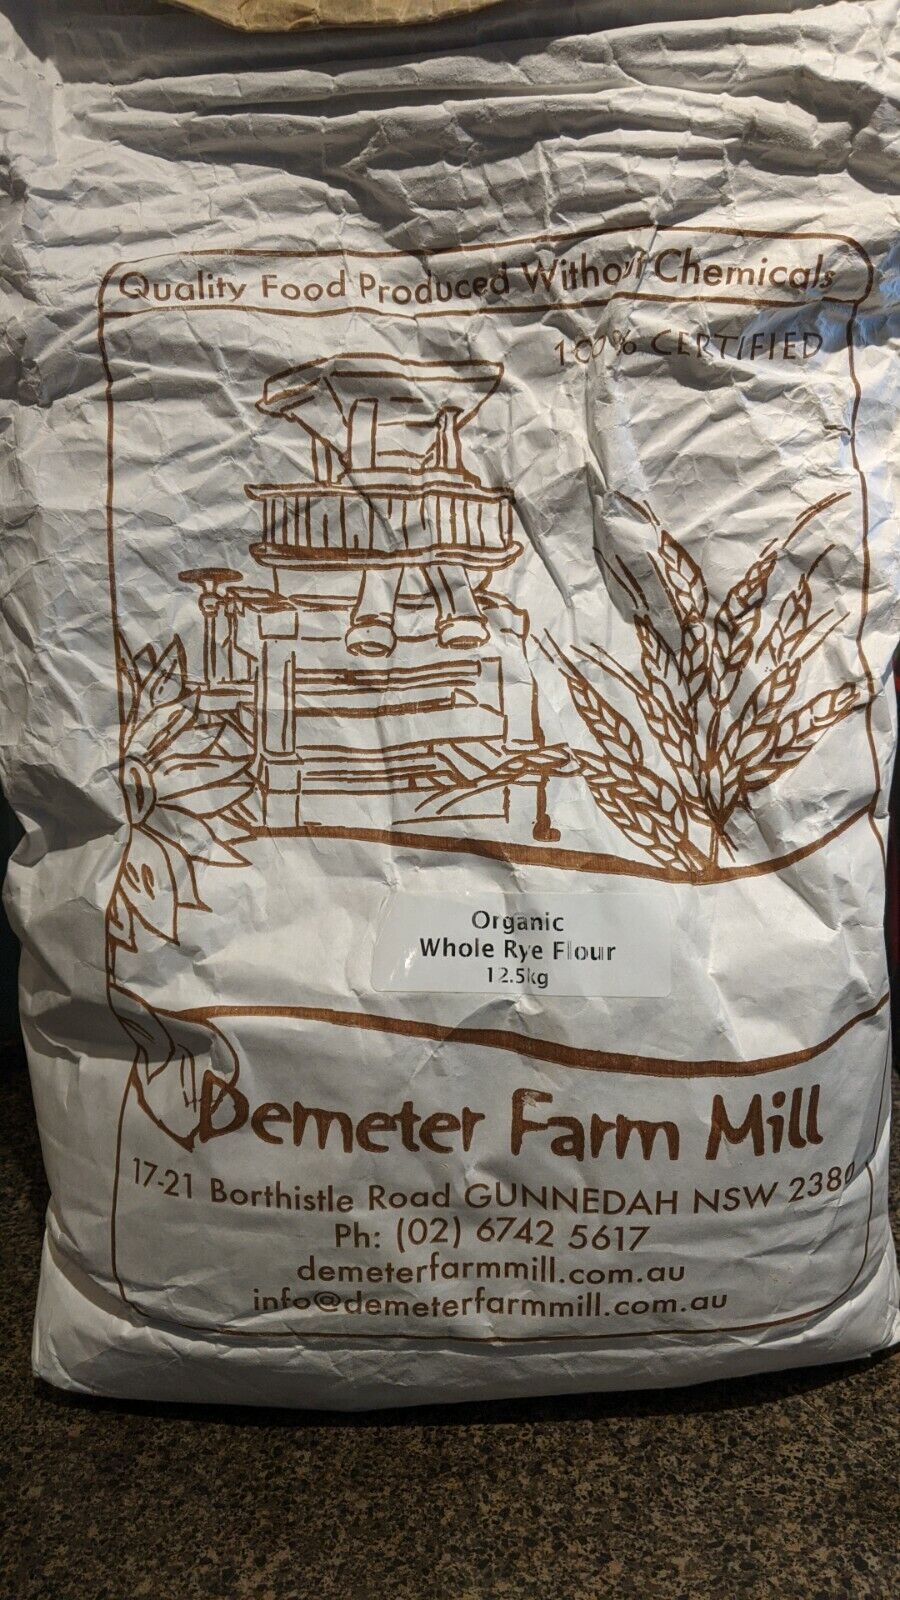 Quality Food Produced Without Chemicals
100% CERTIFIED
Organic
Whole Rye Flour
12.5kg
Demeter Farm Mill
17-21 Borthistle Road GUNNEDAH NSW 2380
Ph: (02) 6742 5617
demeterfarmmill.com.au
info@demeterfarmmill.com.au